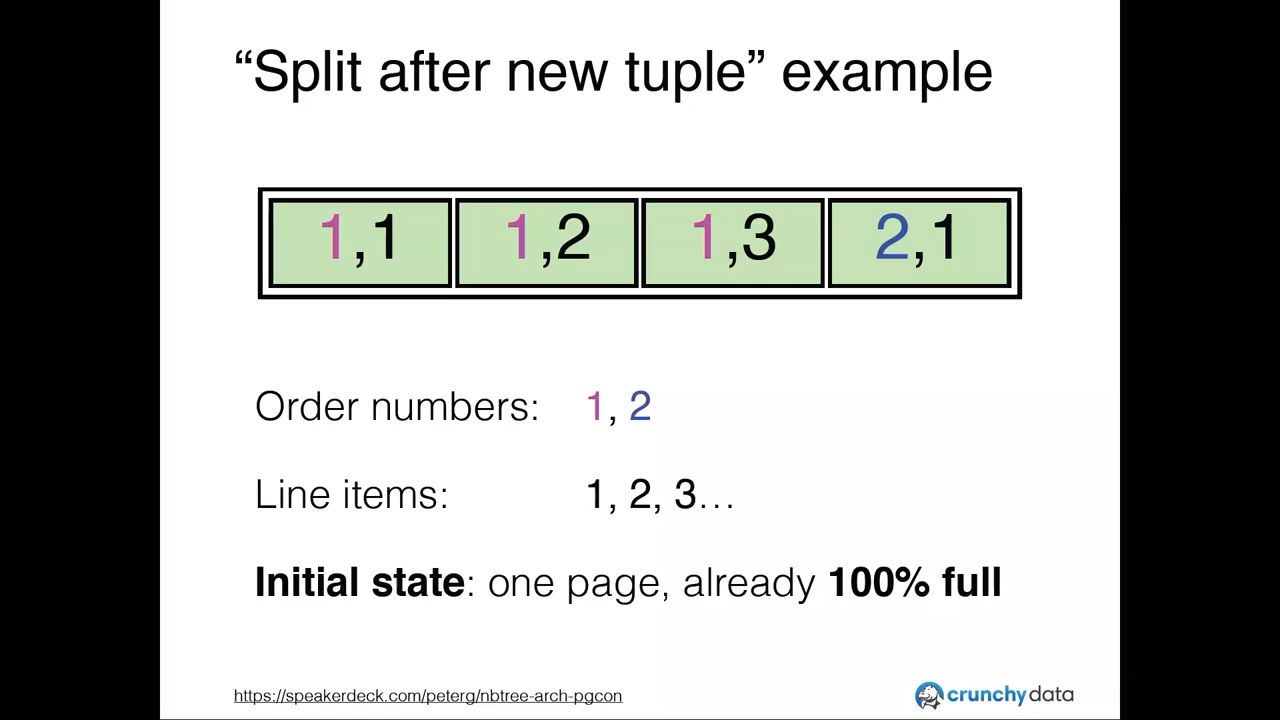 “Split after new tuple” example
1,1 1,2 1,3 2,1
Order numbers: 1, 2
Line items: 1, 2, 3…
Initial state: one page, already 100% full
https://speakerdeck.com/peterg/nbtree-arch-pgcon
crunchydata